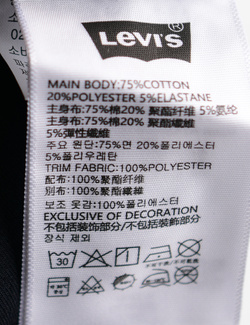 LEVI'S
MAIN BODY:75%COTTON
20%POLYESTER 5%ELASTANE
主身布:75%棉20% 聚酯纤维 5%氨纶
主身布:75%棉20% 聚酯纖維
5%彈性纖維
주요 원단:75%면 20%폴리에스터
5%폴리우레탄
TRIM FABRIC:100%POLYESTER
配布:100%聚酯纤维
別布:100%聚酯纖維
보조 옷감:100%폴리에스터
EXCLUSIVE OF DECORATION
不包括装饰部分/不包括裝飾部分
장식 제외
30